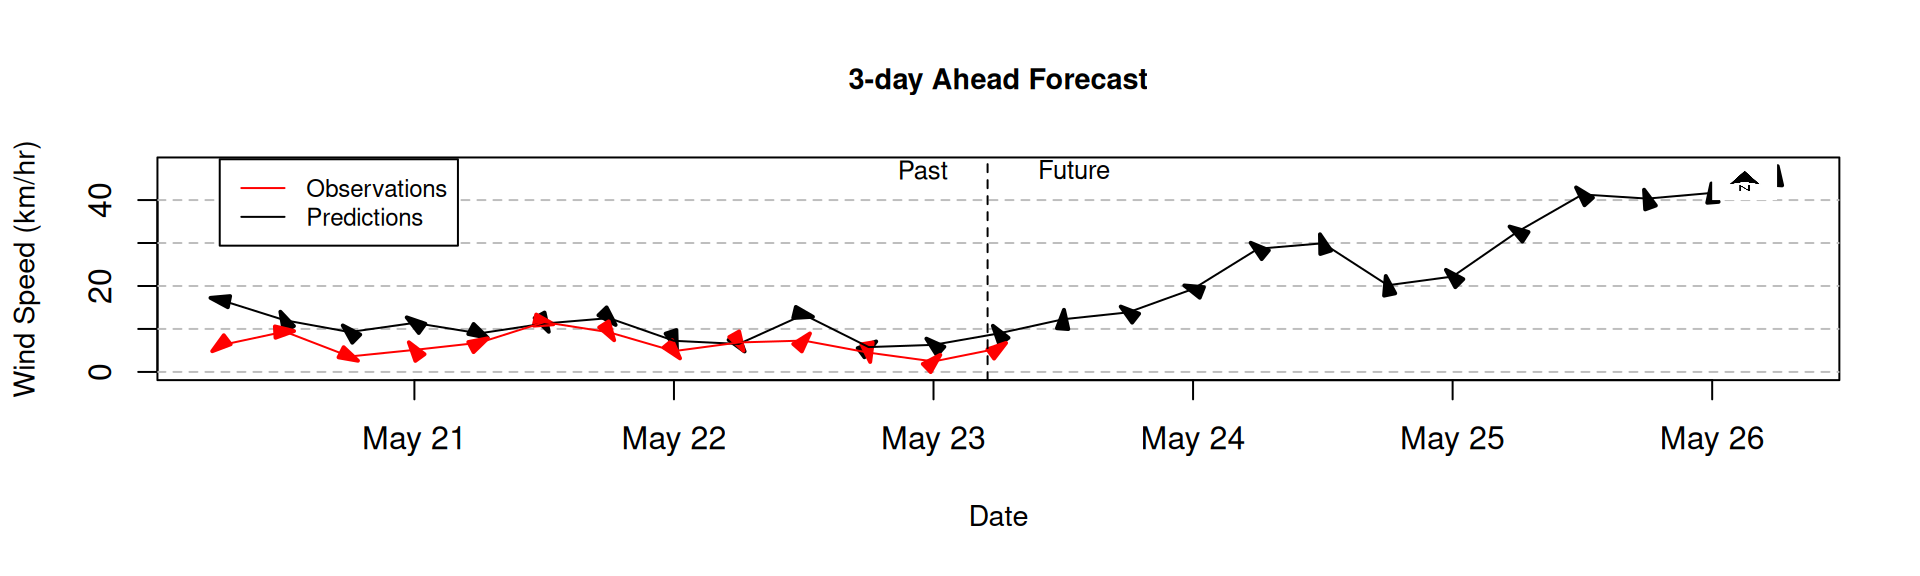 3-day Ahead Forecast
Wind Speed (km/hr)
40
20
0
Observations
Predictions
Past
Future
N
May 21
May 22
May 23
May 24
May 25
May 26
Date